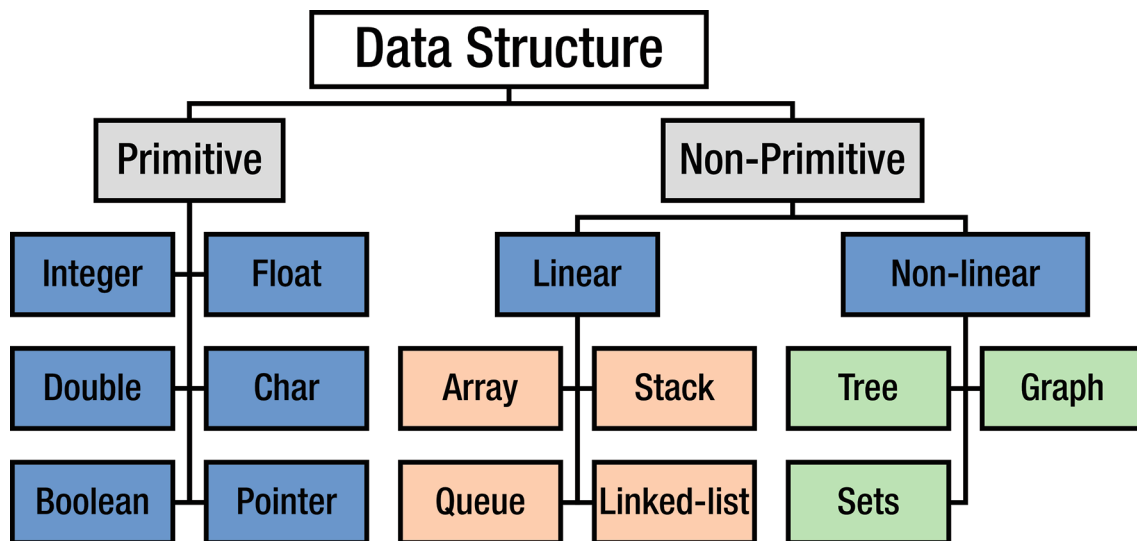 Data Structure
Primitive
Non-Primitive
Integer
Float
Linear
Non-linear
Double
Char
Array
Stack
Tree
Graph
Boolean
Pointer
Queue
Linked-list
Sets